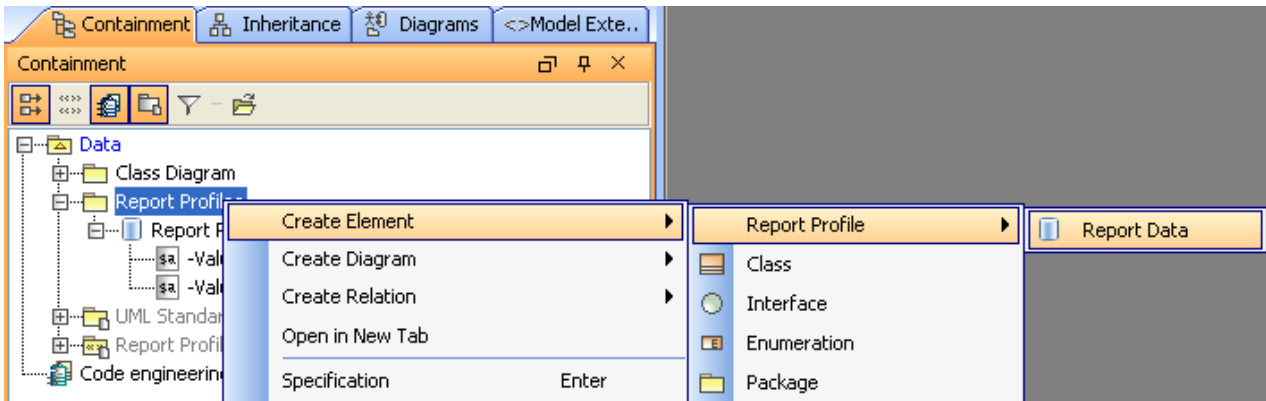 Containment Inheritance Diagrams <>Model Exte..
Containment
Data
Class Diagram
Report Profiles
Report
-Val
-Val
UML Standar
Report Profil
Code engineerin
Create Element
Create Diagram
Create Relation
Open in New Tab
Specification Enter
Report Profile
Class
Interface
Enumeration
Package
Report Data